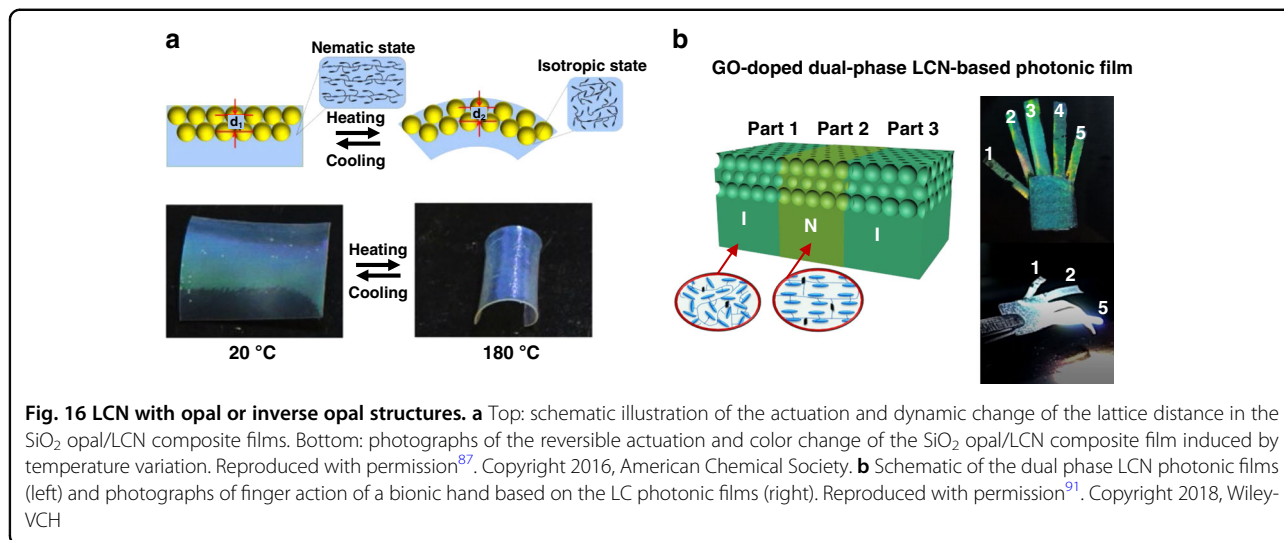 a
Nematic state
Isotropic state
d1
Heating
Cooling
d2
Heating
Cooling
20 °C
180 °C
b
GO-doped dual-phase LCN-based photonic film
Part 1 Part 2 Part 3
I N I
1 2 3 4 5
1 2 5
Fig. 16 LCN with opal or inverse opal structures. a Top: schematic illustration of the actuation and dynamic change of the lattice distance in the
SiO₂ opal/LCN composite films. Bottom: photographs of the reversible actuation and color change of the SiO₂ opal/LCN composite film induced by
temperature variation. Reproduced with permission⁸⁷. Copyright 2016, American Chemical Society. b Schematic of the dual phase LCN photonic films
(left) and photographs of finger action of a bionic hand based on the LC photonic films (right). Reproduced with permission⁹¹. Copyright 2018, Wiley-
VCH